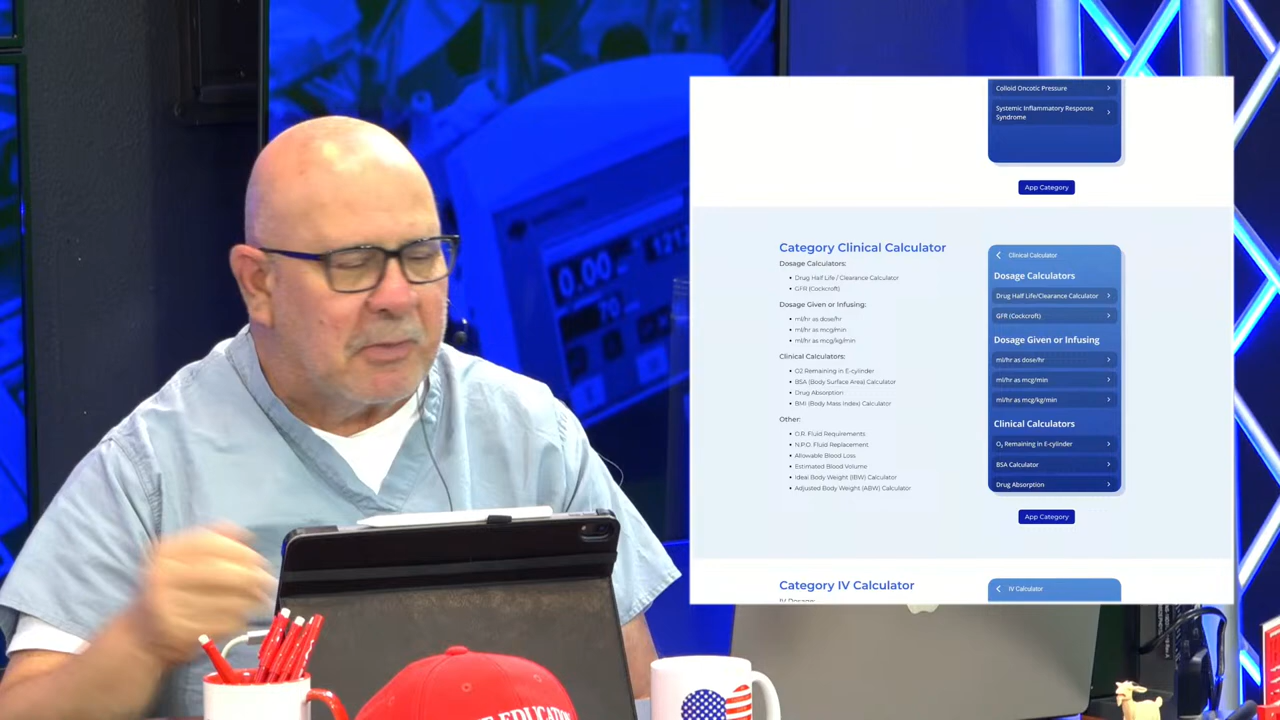 Colloid Oncotic Pressure
Systemic Inflammatory Response
Syndrome
App Category
Category Clinical Calculator
Dosage Calculators:
• Drug Half Life / Clearance Calculator
• GFR (Cockcroft)
Dosage Given or Infusing:
• ml/hr as dose/hr
• ml/hr as mcg/min
• ml/hr as mcg/kg/min
Clinical Calculators:
• O2 Remaining in E-cylinder
• BSA (Body Surface Area) Calculator
• Drug Absorption
• BMI (Body Mass Index) Calculator
Other:
• O.R. Fluid Requirements
• N.P.O. Fluid Replacement
• Allowable Blood Loss
• Estimated Blood Volume
• Ideal Body Weight (IBW) Calculator
• Adjusted Body Weight (ABW) Calculator
Clinical Calculator
Dosage Calculators
Drug Half Life/Clearance Calculator
GFR (Cockcroft)
Dosage Given or Infusing
ml/hr as dose/hr
ml/hr as mcg/min
ml/hr as mcg/kg/min
Clinical Calculators
O₂ Remaining in E-cylinder
BSA Calculator
Drug Absorption
App Category
Category IV Calculator
IV Dosage:
IV Calculator
0.00